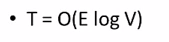 • T = O(E log V)